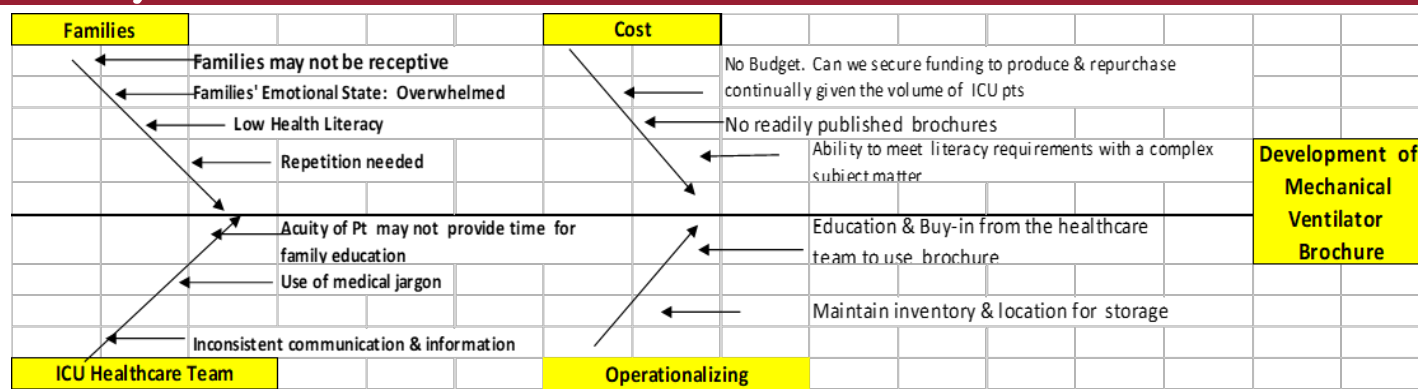 Families
Cost
Families may not be receptive
Families' Emotional State: Overwhelmed
Low Health Literacy
Repetition needed
No Budget. Can we secure funding to produce & repurchase
continually given the volume of ICU pts
No readily published brochures
Ability to meet literacy requirements with a complex
subject matter
Development of
Mechanical
Ventilator
Brochure
Acuity of Pt may not provide time for
family education
Use of medical jargon
Inconsistent communication & information
Education & Buy-in from the healthcare
team to use brochure
Maintain inventory & location for storage
ICU Healthcare Team
Operationalizing